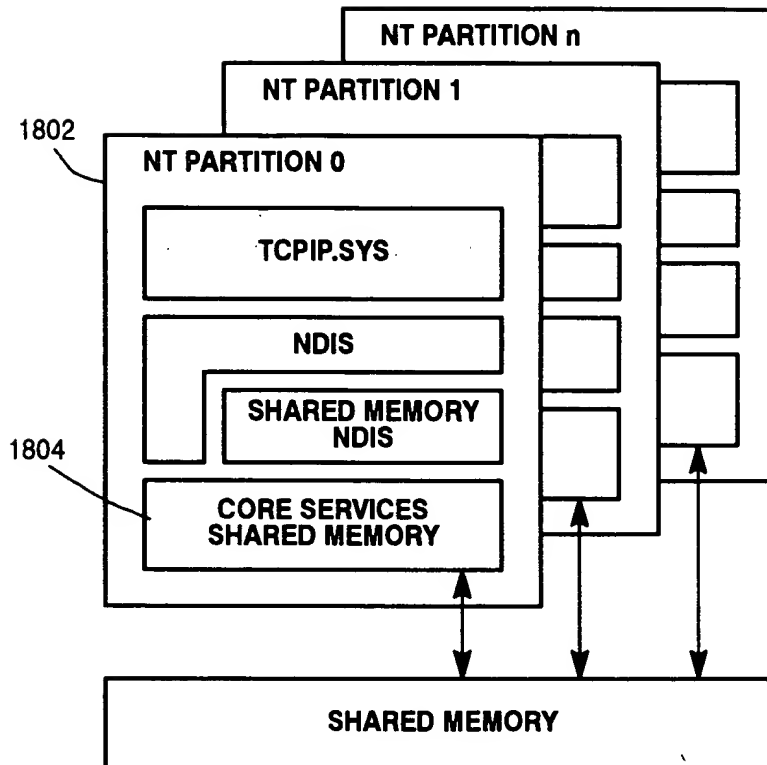 NT PARTITION n
NT PARTITION 1
1802
NT PARTITION 0
TCPIP.SYS
NDIS
SHARED MEMORY
NDIS
1804
CORE SERVICES
SHARED MEMORY
SHARED MEMORY